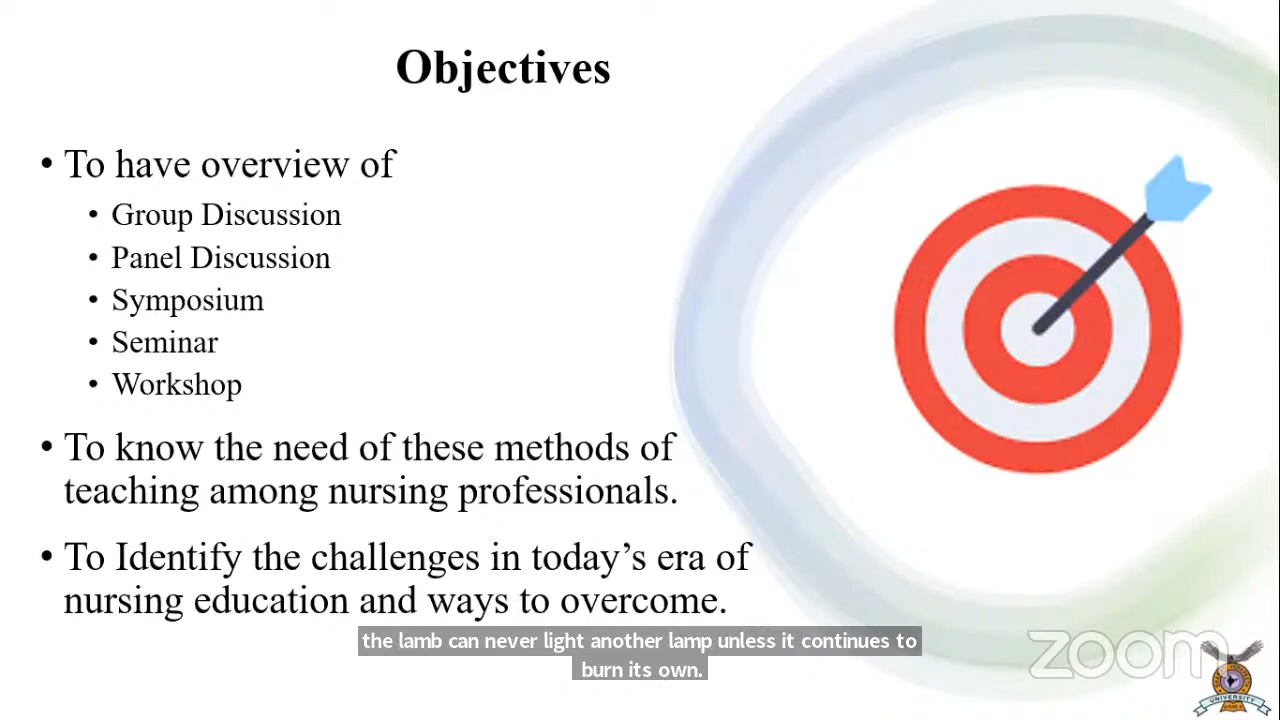 Objectives
• To have overview of
• Group Discussion
• Panel Discussion
• Symposium
• Seminar
• Workshop
• To know the need of these methods of
teaching among nursing professionals.
• To Identify the challenges in today’s era of
nursing education and ways to overcome.
the lamb can never light another lamp unless it continues to
burn its own.
zoom
UNIVERSITY